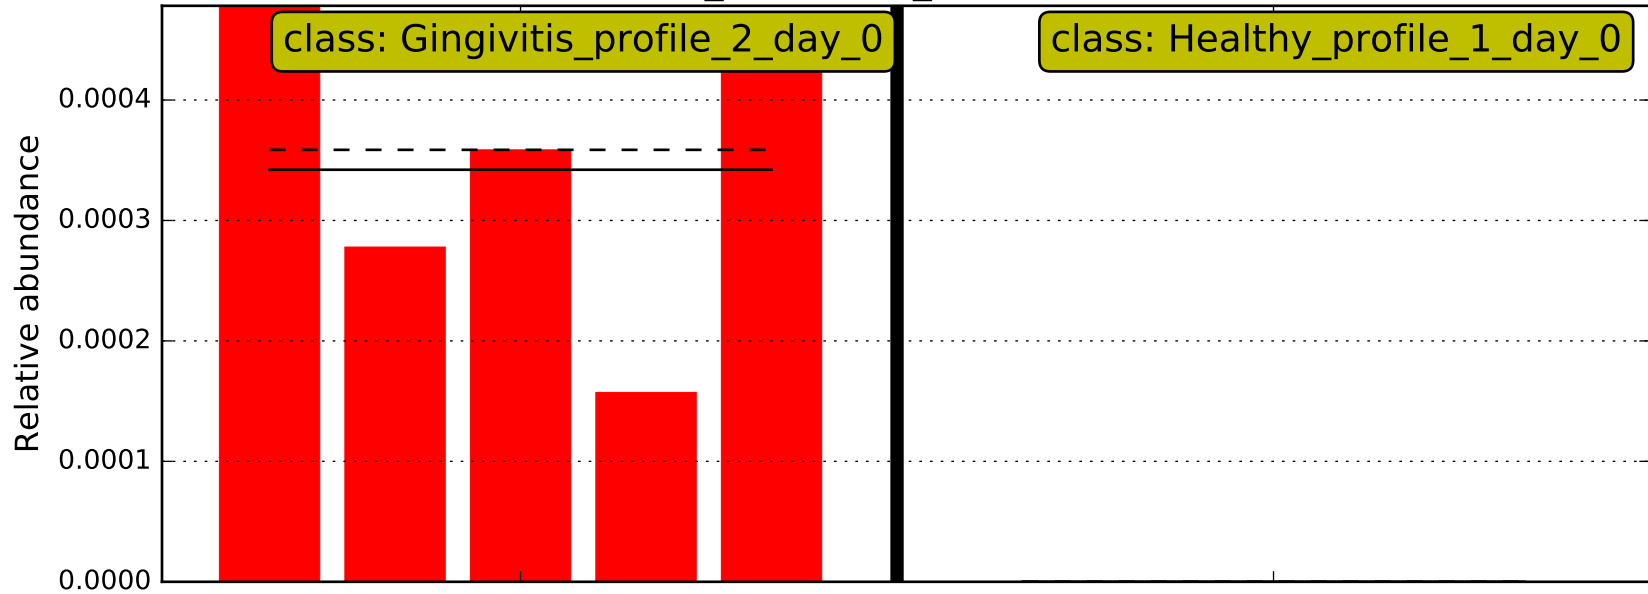 class: Gingivitis_profile_2_day_0
class: Healthy_profile_1_day_0
0.0004
0.0003
0.0002
0.0001
0.0000
Relative abundance